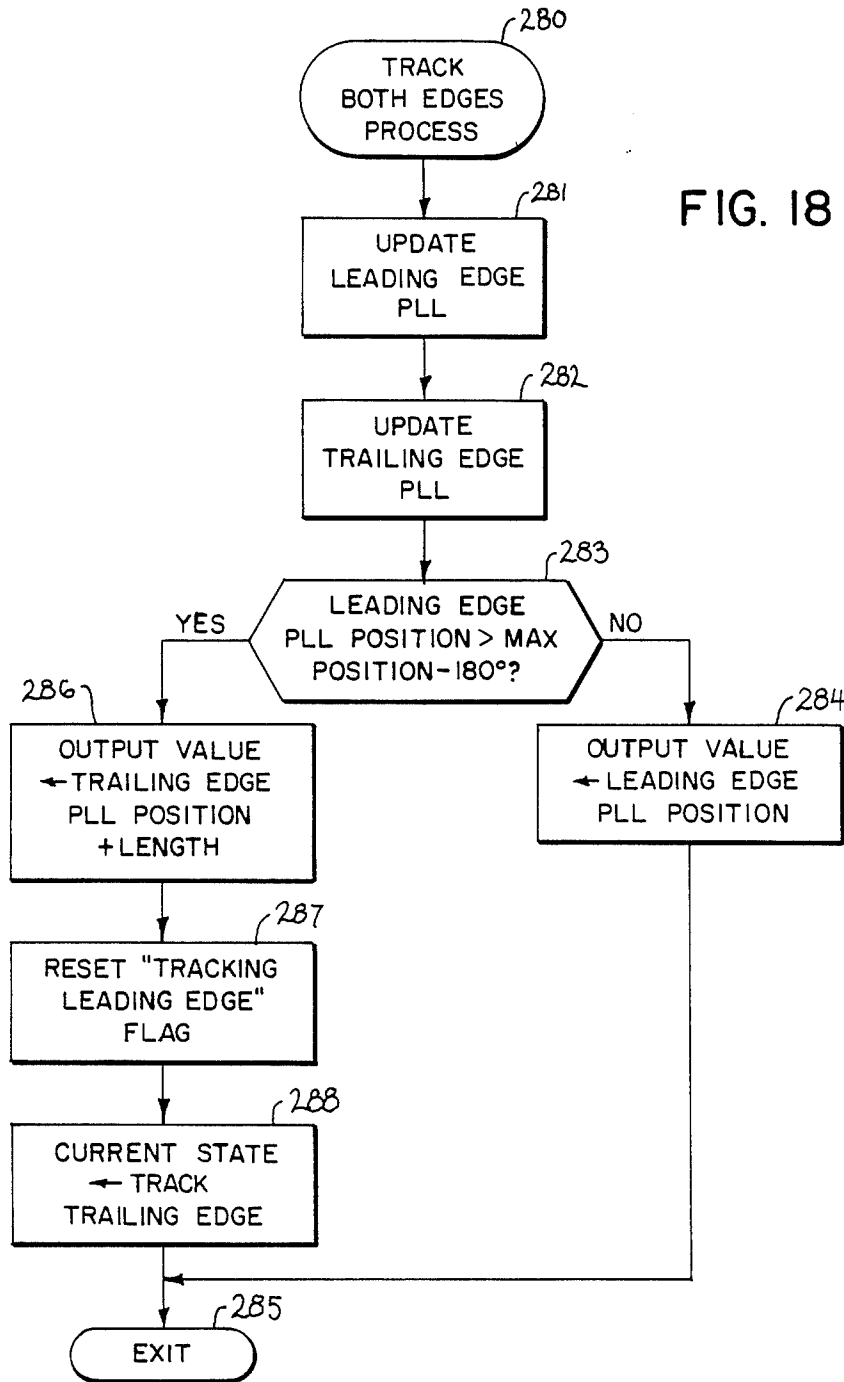 280
TRACK
BOTH EDGES
PROCESS
FIG. 18
281
UPDATE
LEADING EDGE
PLL
282
UPDATE
TRAILING EDGE
PLL
283
LEADING EDGE
PLL POSITION > MAX
POSITION-180°?
YES
NO
286
OUTPUT VALUE
← TRAILING EDGE
PLL POSITION
+LENGTH
284
OUTPUT VALUE
← LEADING EDGE
PLL POSITION
287
RESET "TRACKING
LEADING EDGE"
FLAG
288
CURRENT STATE
← TRACK
TRAILING EDGE
285
EXIT